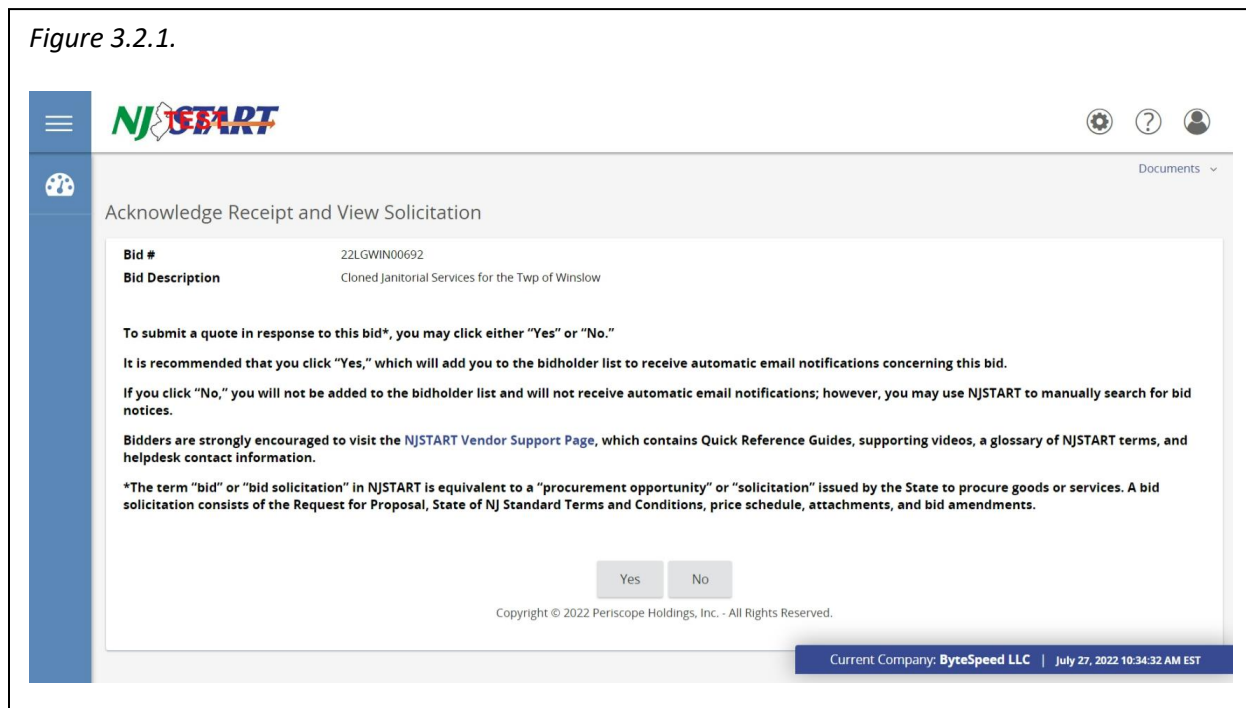 Figure 3.2.1.
NJSTART
TEST
Documents
Acknowledge Receipt and View Solicitation
Bid # 22LGWIN00692
Bid Description Cloned Janitorial Services for the Twp of Winslow
To submit a quote in response to this bid*, you may click either “Yes” or “No.”
It is recommended that you click “Yes,” which will add you to the bidholder list to receive automatic email notifications concerning this bid.
If you click “No,” you will not be added to the bidholder list and will not receive automatic email notifications; however, you may use NJSTART to manually search for bid
notices.
Bidders are strongly encouraged to visit the NJSTART Vendor Support Page, which contains Quick Reference Guides, supporting videos, a glossary of NJSTART terms, and
helpdesk contact information.
*The term “bid” or “bid solicitation” in NJSTART is equivalent to a “procurement opportunity” or “solicitation” issued by the State to procure goods or services. A bid
solicitation consists of the Request for Proposal, State of NJ Standard Terms and Conditions, price schedule, attachments, and bid amendments.
Yes No
Copyright © 2022 Periscope Holdings, Inc. - All Rights Reserved.
Current Company: ByteSpeed LLC | July 27, 2022 10:34:32 AM EST